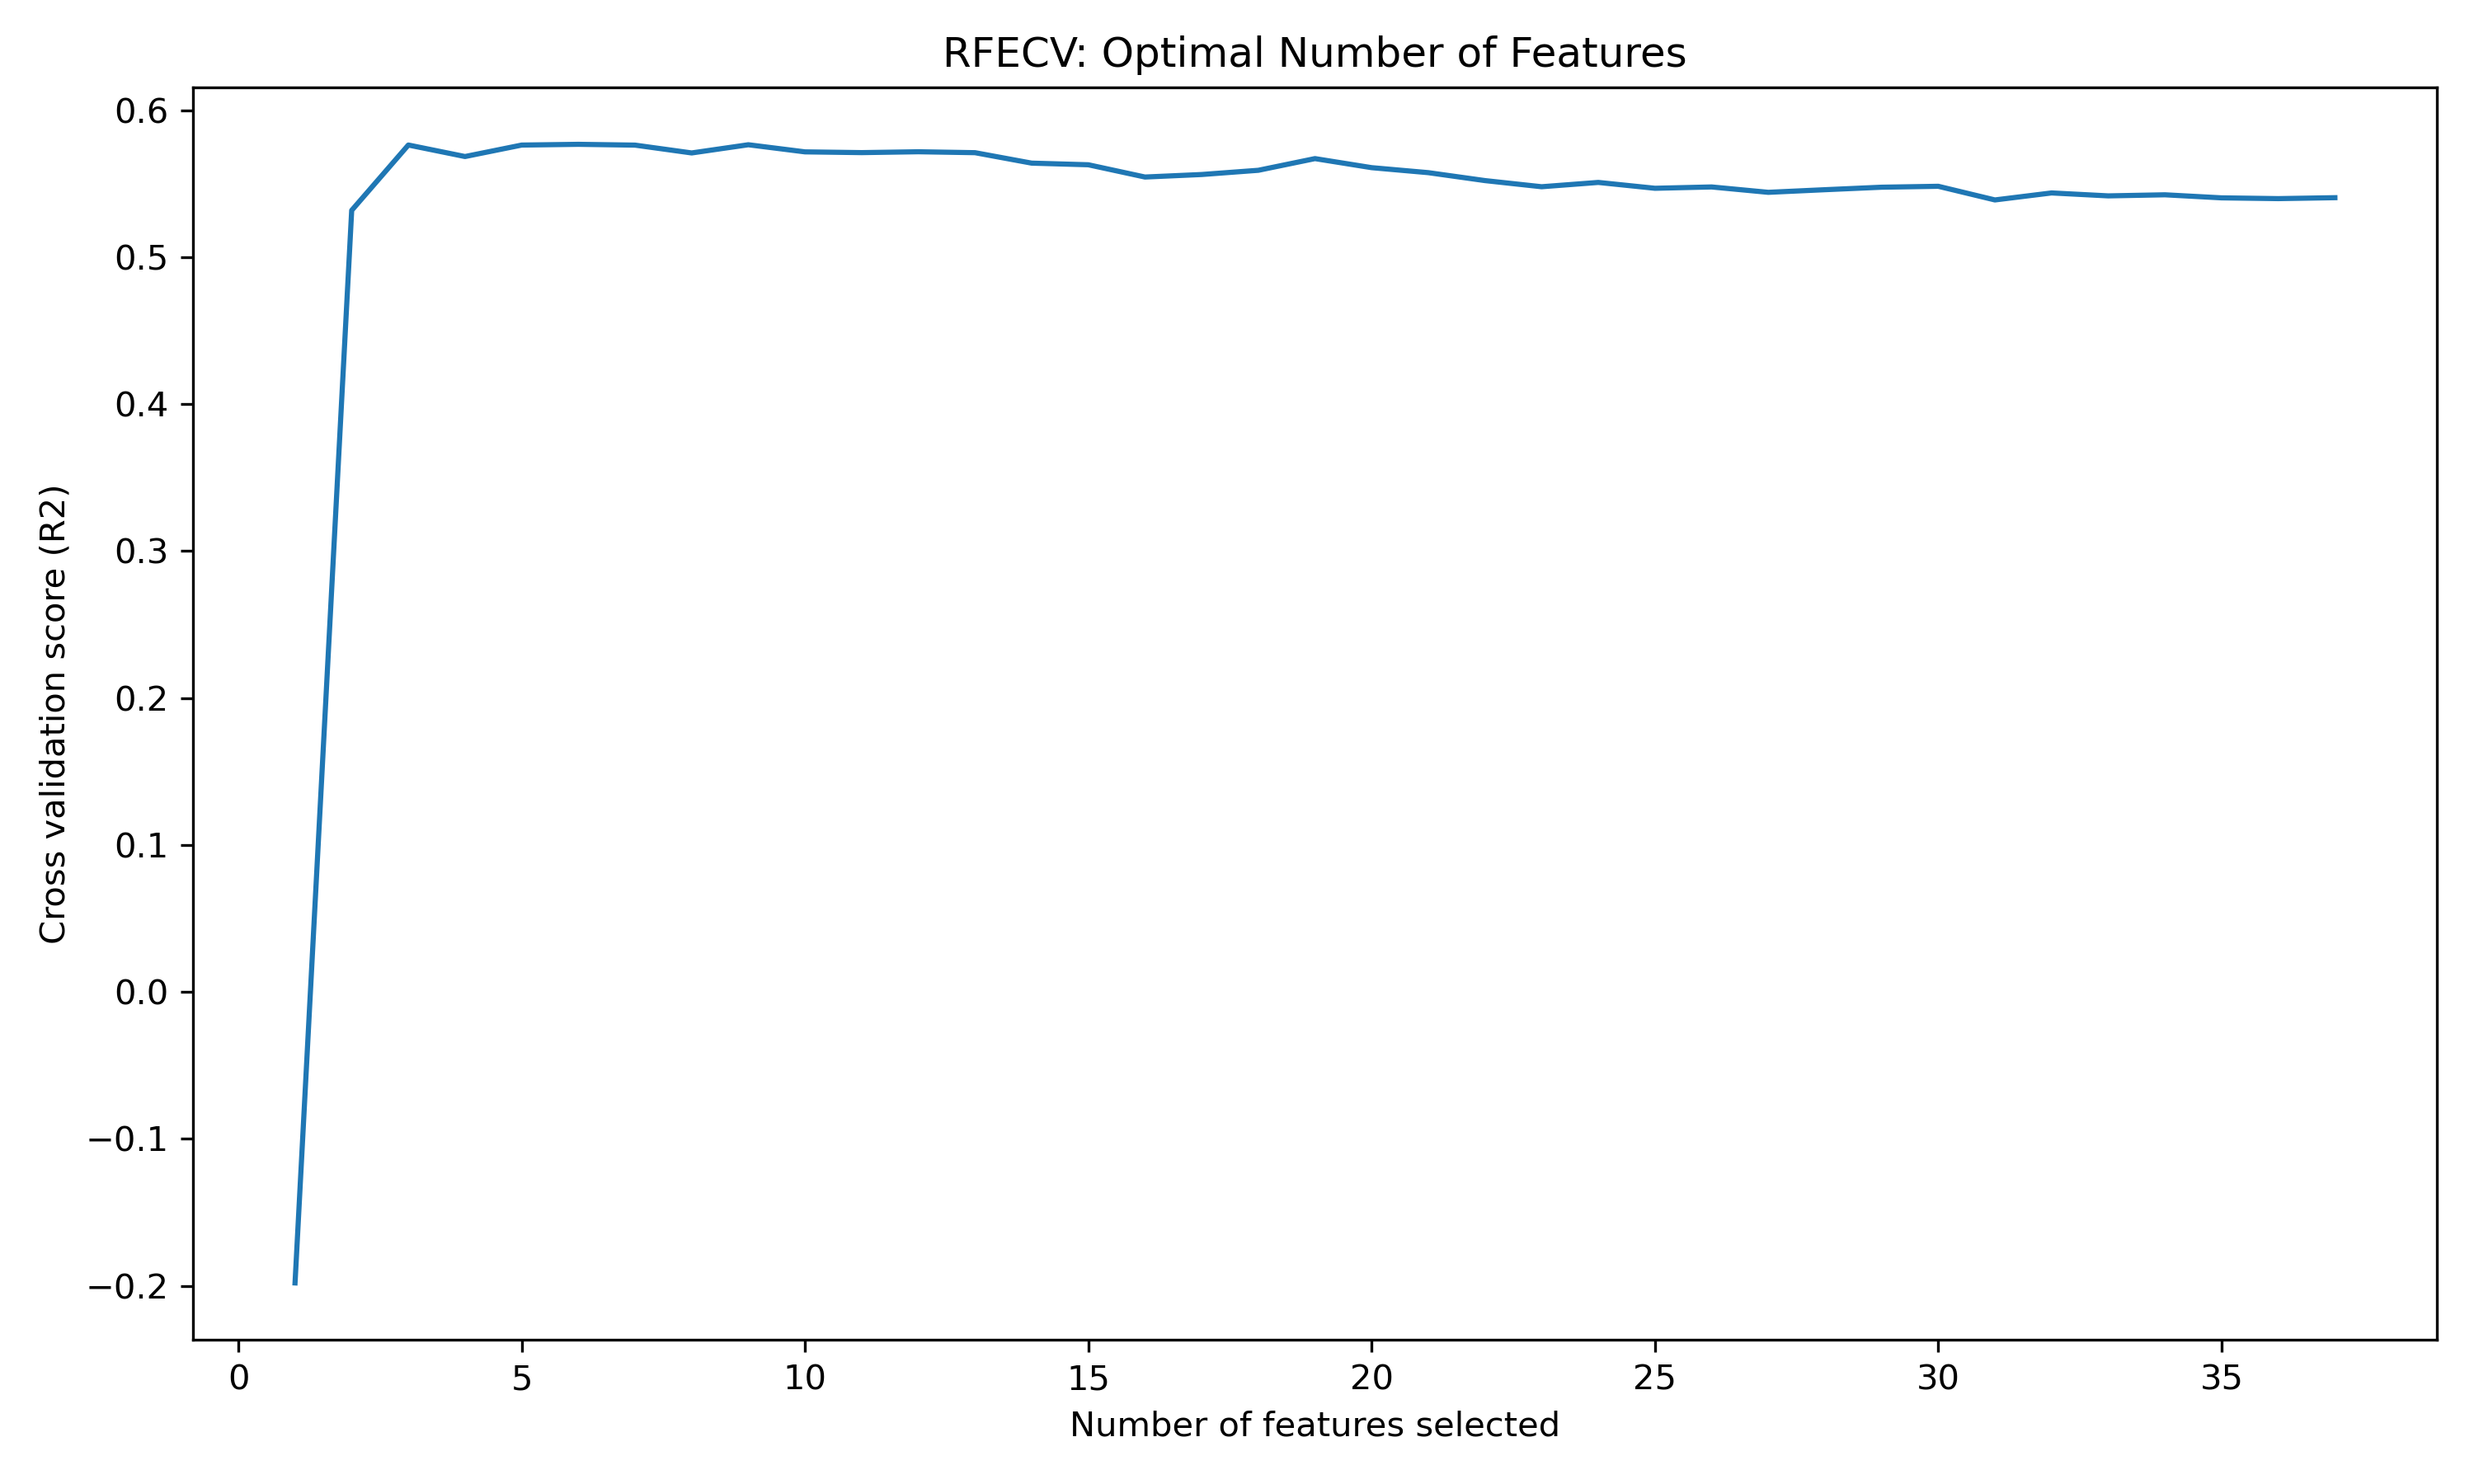 RFECV: Optimal Number of Features
0.6
0.5
0.4
0.3
0.2
0.1
0.0
−0.1
−0.2
Cross validation score (R2)
0 5 10 15 20 25 30 35
Number of features selected